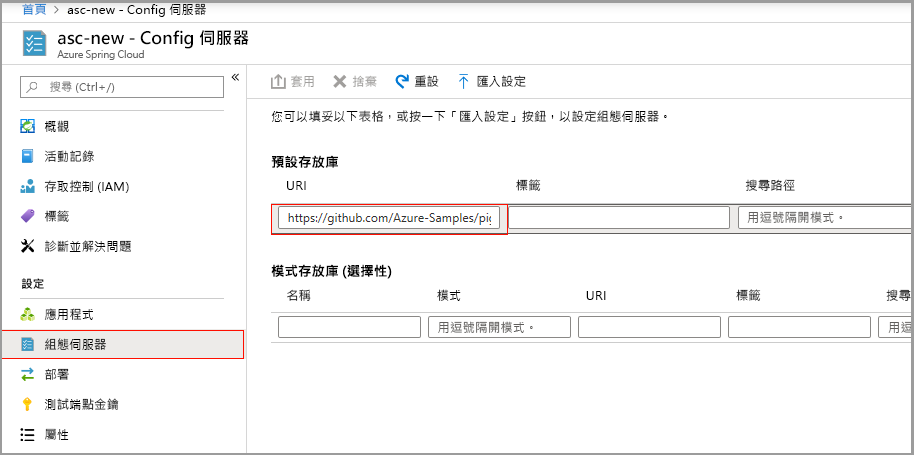 首頁 > asc-new - Config 伺服器
asc-new - Config 伺服器
Azure Spring Cloud
搜尋 (Ctrl+/)
«
概觀
活動記錄
存取控制 (IAM)
標籤
診斷並解決問題
設定
應用程式
組態伺服器
部署
測試端點金鑰
屬性
套用 捨棄 重設 匯入設定
您可以填妥以下表格，或按一下「匯入設定」按鈕，以設定組態伺服器。
預設存放庫
URI 標籤 搜尋路徑
https://github.com/Azure-Samples/pig 用逗號隔開模式。
模式存放庫 (選擇性)
名稱 模式 URI 標籤 搜尋
用逗號隔開模式。 用逗